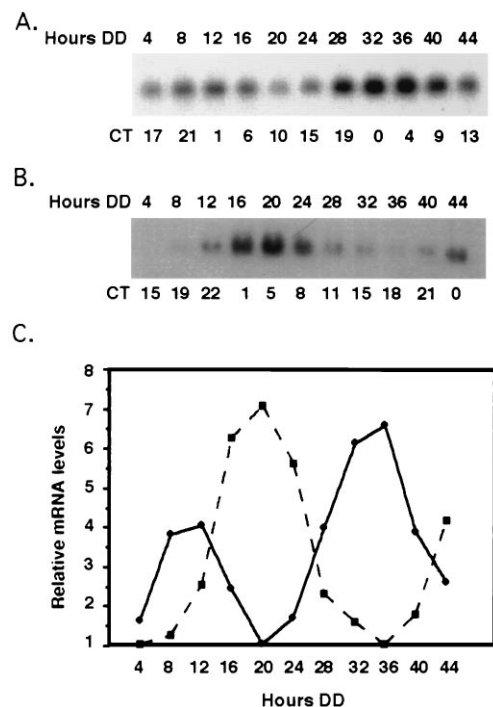 A.
Hours DD 4 8 12 16 20 24 28 32 36 40 44
CT 17 21 1 6 10 15 19 0 4 9 13
B.
Hours DD 4 8 12 16 20 24 28 32 36 40 44
CT 15 19 22 1 5 8 11 15 18 21 0
C.
8
7
6
5
4
3
2
1
Relative mRNA levels
4 8 12 16 20 24 28 32 36 40 44
Hours DD